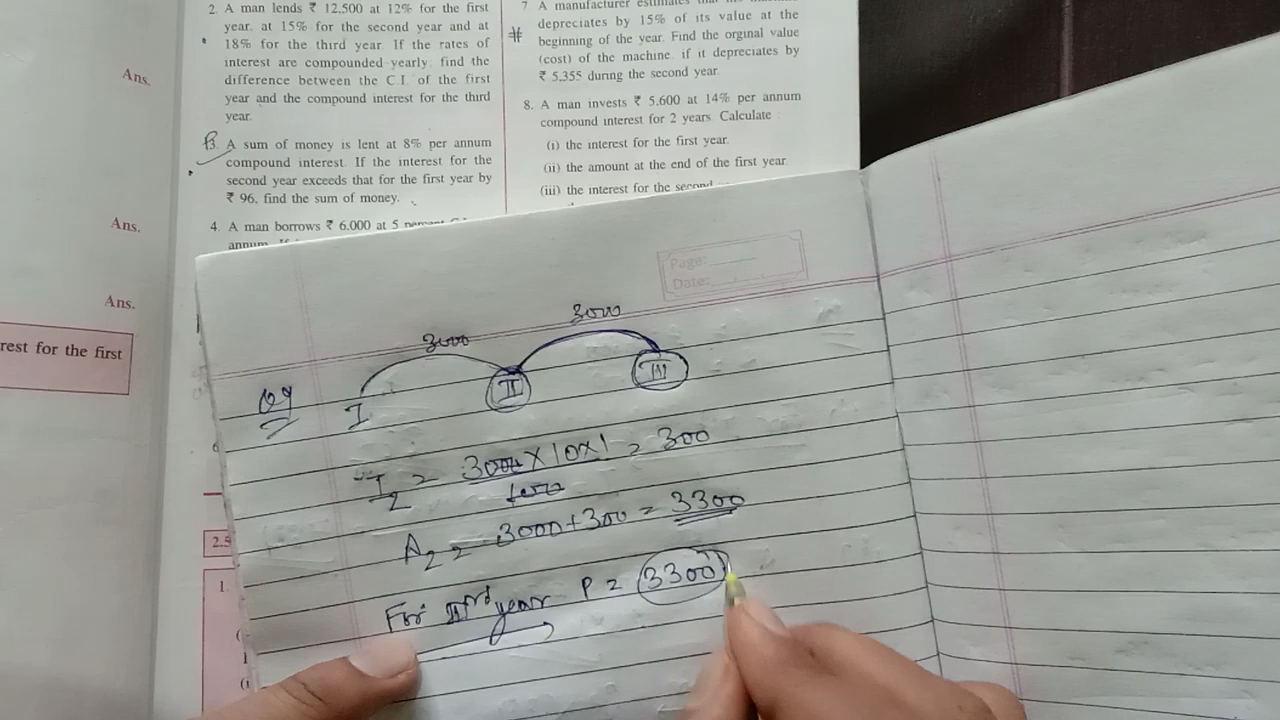 2. A man lends ₹ 12,500 at 12% for the first
year, at 15% for the second year and at
18% for the third year. If the rates of
interest are compounded yearly, find the
difference between the C.I. of the first
year and the compound interest for the third
year.
3. A sum of money is lent at 8% per annum
compound interest. If the interest for the
second year exceeds that for the first year by
₹ 96, find the sum of money.
4. A man borrows ₹ 6,000 at 5 percent
annum.
7 A manufacturer estimates that the
depreciates by 15% of its value at the
beginning of the year. Find the orginal value
(cost) of the machine, if it depreciates by
₹ 5,355 during the second year.
8. A man invests ₹ 5,600 at 14% per annum
compound interest for 2 years. Calculate
(i) the interest for the first year.
(ii) the amount at the end of the first year.
(iii) the interest for the second
Ans.
Ans.
Ans.
rest for the first
2.5
1.
Page:
Date:
3000
3000
I
II
III
I2 = 3000 × 10 × 1 = 300
A2 = 3000 + 300 = 3300
For IIIrd year P = 3300